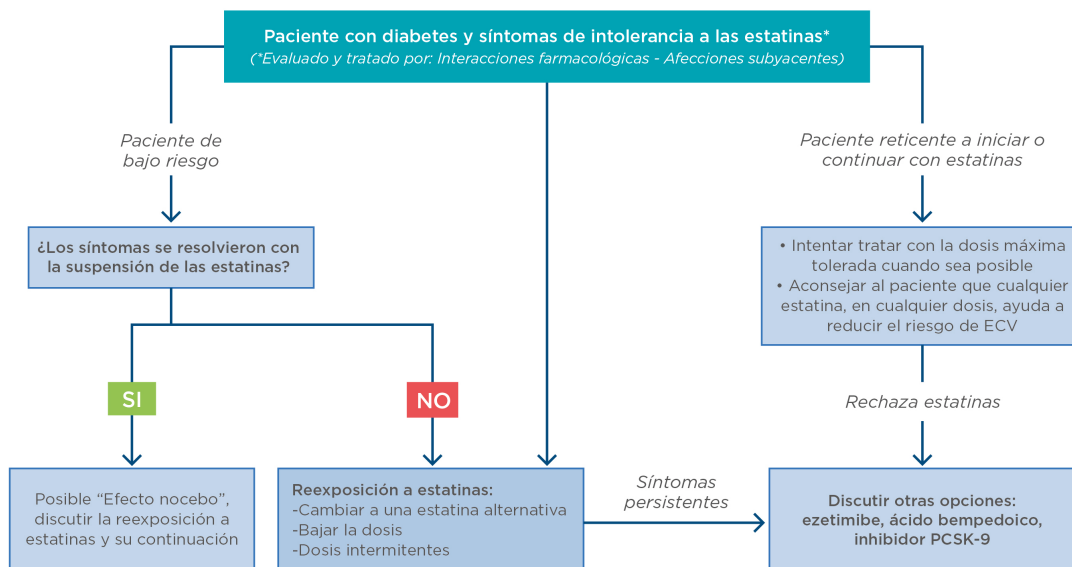 Paciente con diabetes y síntomas de intolerancia a las estatinas*
(*Evaluado y tratado por: Interacciones farmacológicas - Afecciones subyacentes)
Paciente de
bajo riesgo
Paciente reticente a iniciar o
continuar con estatinas
¿Los síntomas se resolvieron con
la suspensión de las estatinas?
• Intentar tratar con la dosis máxima
tolerada cuando sea posible
• Aconsejar al paciente que cualquier
estatina, en cualquier dosis, ayuda a
reducir el riesgo de ECV
SI
NO
Rechaza estatinas
Posible “Efecto nocebo”,
discutir la reexposición a
estatinas y su continuación
Reexposición a estatinas:
-Cambiar a una estatina alternativa
-Bajar la dosis
-Dosis intermitentes
Síntomas
persistentes
Discutir otras opciones:
ezetimibe, ácido bempedoico,
inhibidor PCSK-9